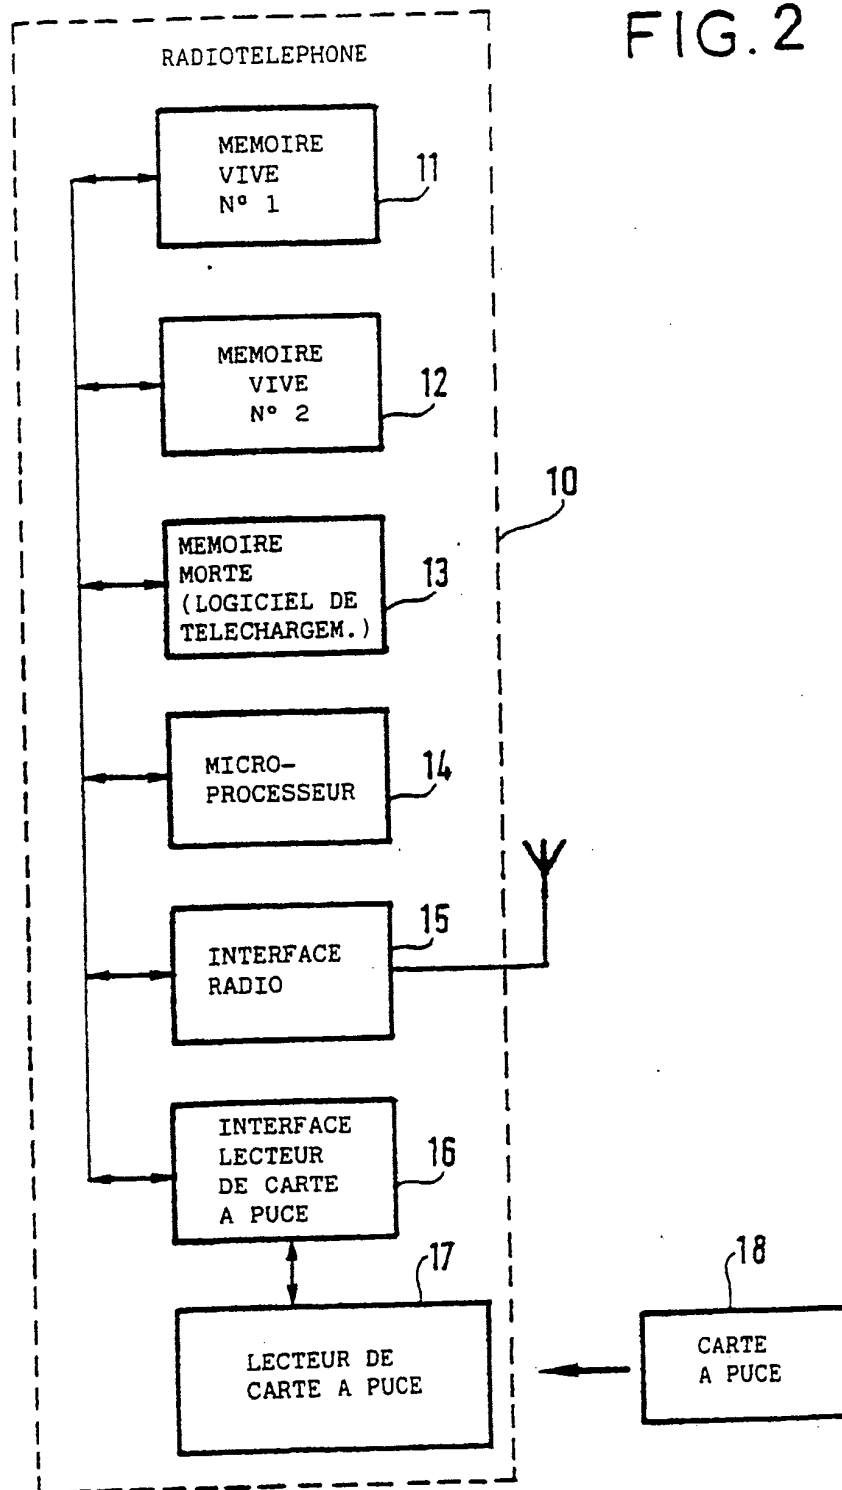 FIG. 2
RADIOTELEPHONE
MEMOIRE
VIVE
N° 1
11
MEMOIRE
VIVE
N° 2
12
10
MEMOIRE
MORTE
(LOGICIEL DE
TELECHARGEM.)
13
MICRO-
PROCESSEUR
14
INTERFACE
RADIO
15
INTERFACE
LECTEUR
DE CARTE
A PUCE
16
17
LECTEUR DE
CARTE A PUCE
18
CARTE
A PUCE